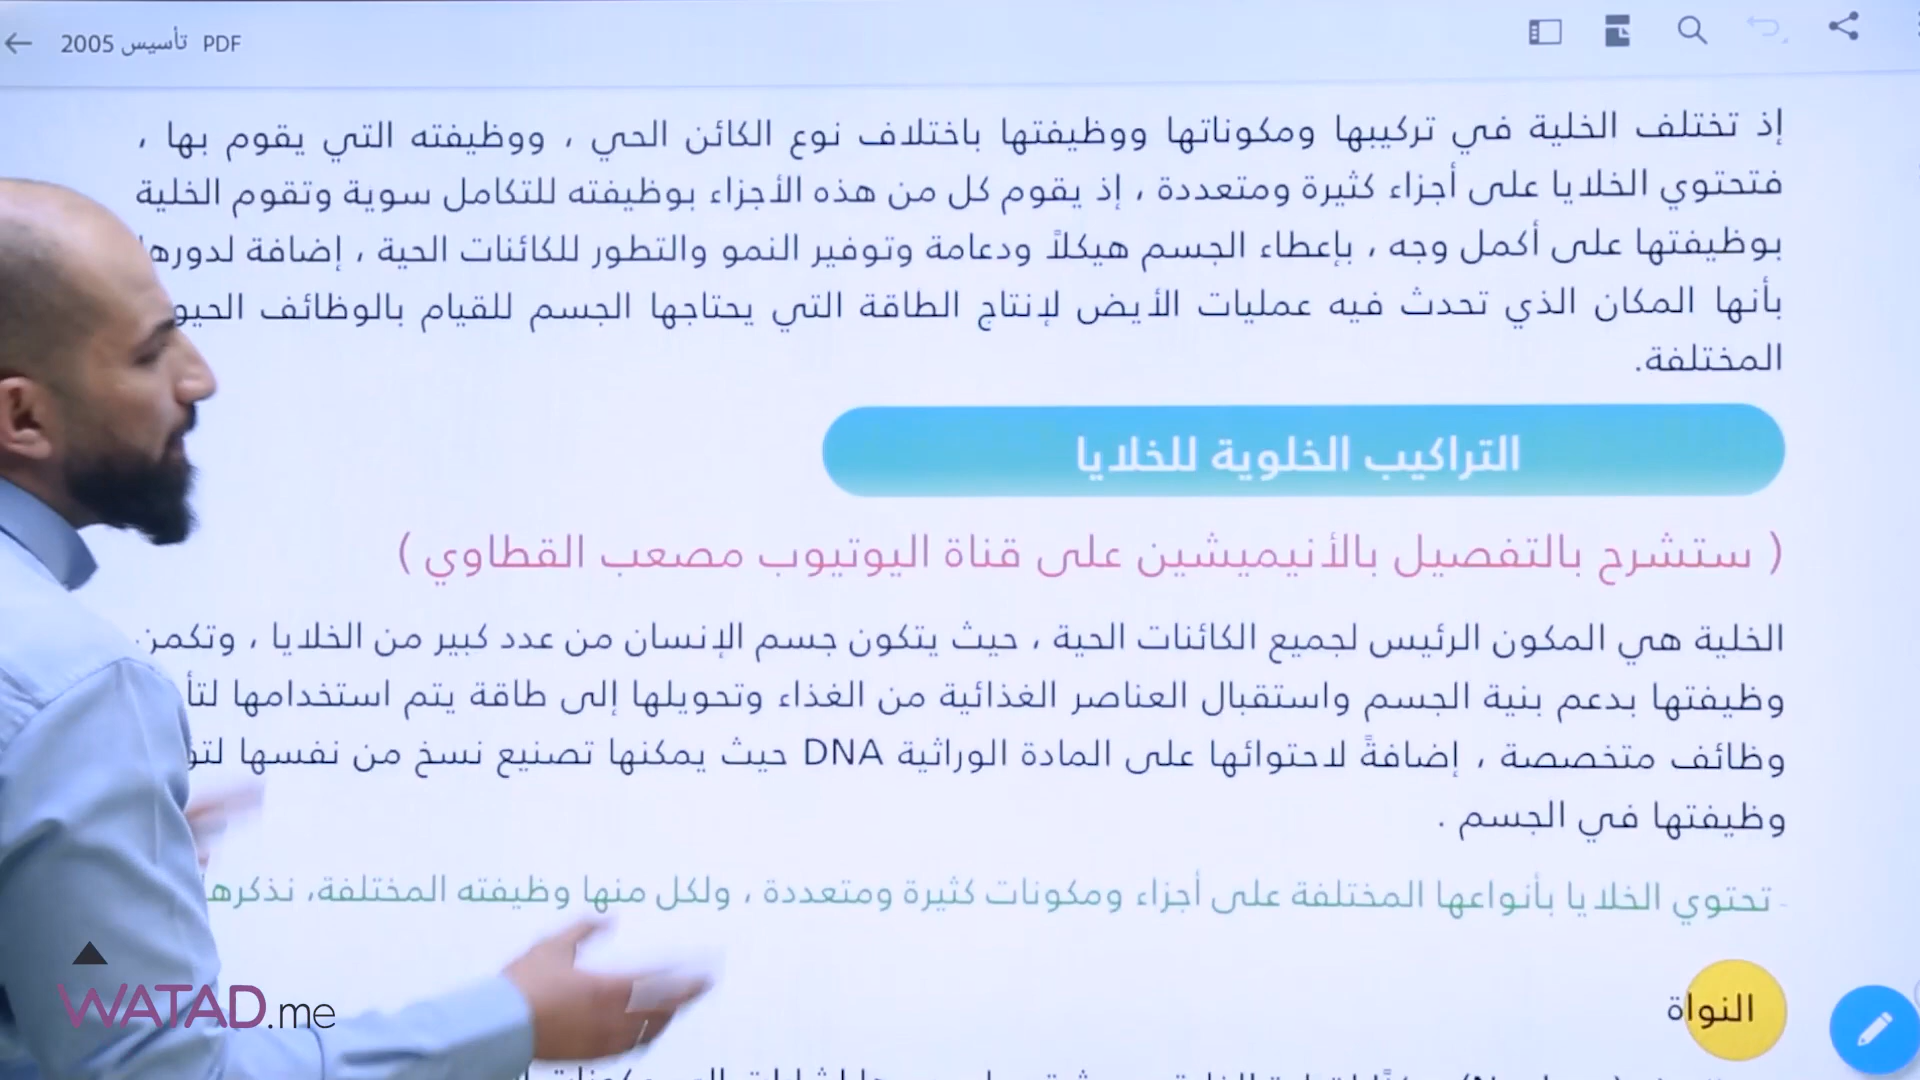 تأسيس 2005 PDF
إذ تختلف الخلية في تركيبها ومكوناتها ووظيفتها باختلاف نوع الكائن الحي ، ووظيفته التي يقوم بها ،
فتحتوي الخلايا على أجزاء كثيرة ومتعددة ، إذ يقوم كل من هذه الأجزاء بوظيفته للتكامل سوية وتقوم الخلية
بوظيفتها على أكمل وجه ، بإعطاء الجسم هيكلاً ودعامة وتوفير النمو والتطور للكائنات الحية ، إضافة لدورها
بأنها المكان الذي تحدث فيه عمليات الأيض لإنتاج الطاقة التي يحتاجها الجسم للقيام بالوظائف
المختلفة.
التراكيب الخلوية للخلايا
( ستشرح بالتفصيل بالأنيميشين على قناة اليوتيوب مصعب القطاوي )
الخلية هي المكون الرئيس لجميع الكائنات الحية ، حيث يتكون جسم الإنسان من عدد كبير من الخلايا ، وتكمن
وظيفتها بدعم بنية الجسم واستقبال العناصر الغذائية من الغذاء وتحويلها إلى طاقة يتم استخدامها
وظائف متخصصة ، إضافةً لاحتوائها على المادة الوراثية DNA حيث يمكنها تصنيع نسخ من نفسها
وظيفتها في الجسم .
- تحتوي الخلايا بأنواعها المختلفة على أجزاء ومكونات كثيرة ومتعددة ، ولكل منها وظيفته المختلفة، نذكرها
النواة
WATAD.me